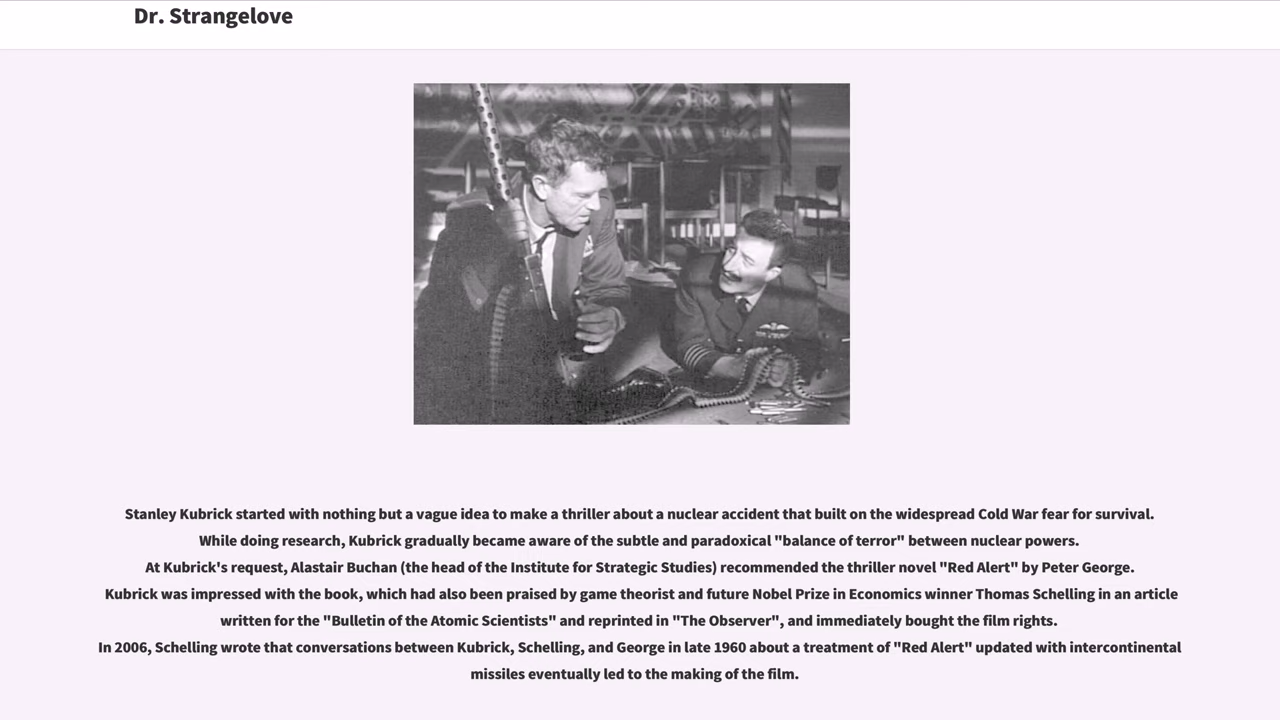 Dr. Strangelove
Stanley Kubrick started with nothing but a vague idea to make a thriller about a nuclear accident that built on the widespread Cold War fear for survival.
While doing research, Kubrick gradually became aware of the subtle and paradoxical "balance of terror" between nuclear powers.
At Kubrick's request, Alastair Buchan (the head of the Institute for Strategic Studies) recommended the thriller novel "Red Alert" by Peter George.
Kubrick was impressed with the book, which had also been praised by game theorist and future Nobel Prize in Economics winner Thomas Schelling in an article
written for the "Bulletin of the Atomic Scientists" and reprinted in "The Observer", and immediately bought the film rights.
In 2006, Schelling wrote that conversations between Kubrick, Schelling, and George in late 1960 about a treatment of "Red Alert" updated with intercontinental
missiles eventually led to the making of the film.